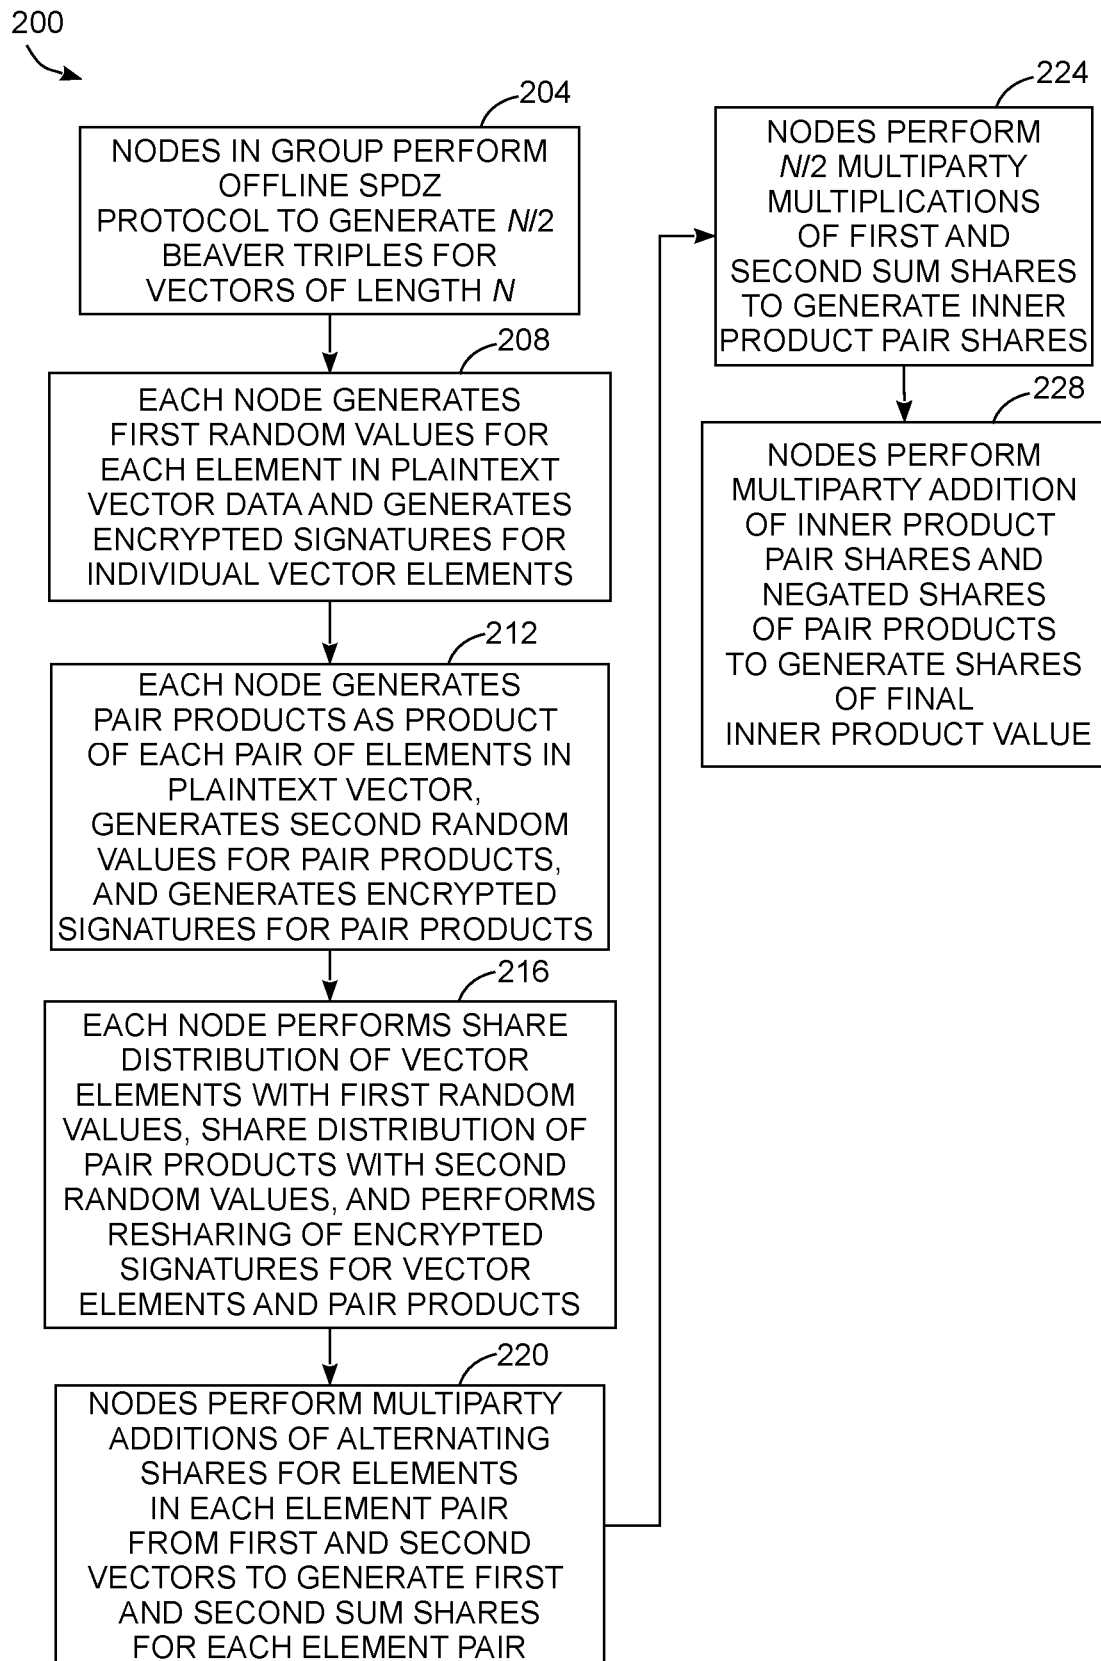 200
204
NODES IN GROUP PERFORM
OFFLINE SPDZ
PROTOCOL TO GENERATE N/2
BEAVER TRIPLES FOR
VECTORS OF LENGTH N
208
EACH NODE GENERATES
FIRST RANDOM VALUES FOR
EACH ELEMENT IN PLAINTEXT
VECTOR DATA AND GENERATES
ENCRYPTED SIGNATURES FOR
INDIVIDUAL VECTOR ELEMENTS
212
EACH NODE GENERATES
PAIR PRODUCTS AS PRODUCT
OF EACH PAIR OF ELEMENTS IN
PLAINTEXT VECTOR,
GENERATES SECOND RANDOM
VALUES FOR PAIR PRODUCTS,
AND GENERATES ENCRYPTED
SIGNATURES FOR PAIR PRODUCTS
216
EACH NODE PERFORMS SHARE
DISTRIBUTION OF VECTOR
ELEMENTS WITH FIRST RANDOM
VALUES, SHARE DISTRIBUTION OF
PAIR PRODUCTS WITH SECOND
RANDOM VALUES, AND PERFORMS
RESHARING OF ENCRYPTED
SIGNATURES FOR VECTOR
ELEMENTS AND PAIR PRODUCTS
220
NODES PERFORM MULTIPARTY
ADDITIONS OF ALTERNATING
SHARES FOR ELEMENTS
IN EACH ELEMENT PAIR
FROM FIRST AND SECOND
VECTORS TO GENERATE FIRST
AND SECOND SUM SHARES
FOR EACH ELEMENT PAIR
224
NODES PERFORM
N/2 MULTIPARTY
MULTIPLICATIONS
OF FIRST AND
SECOND SUM SHARES
TO GENERATE INNER
PRODUCT PAIR SHARES
228
NODES PERFORM
MULTIPARTY ADDITION
OF INNER PRODUCT
PAIR SHARES AND
NEGATED SHARES
OF PAIR PRODUCTS
TO GENERATE SHARES
OF FINAL
INNER PRODUCT VALUE